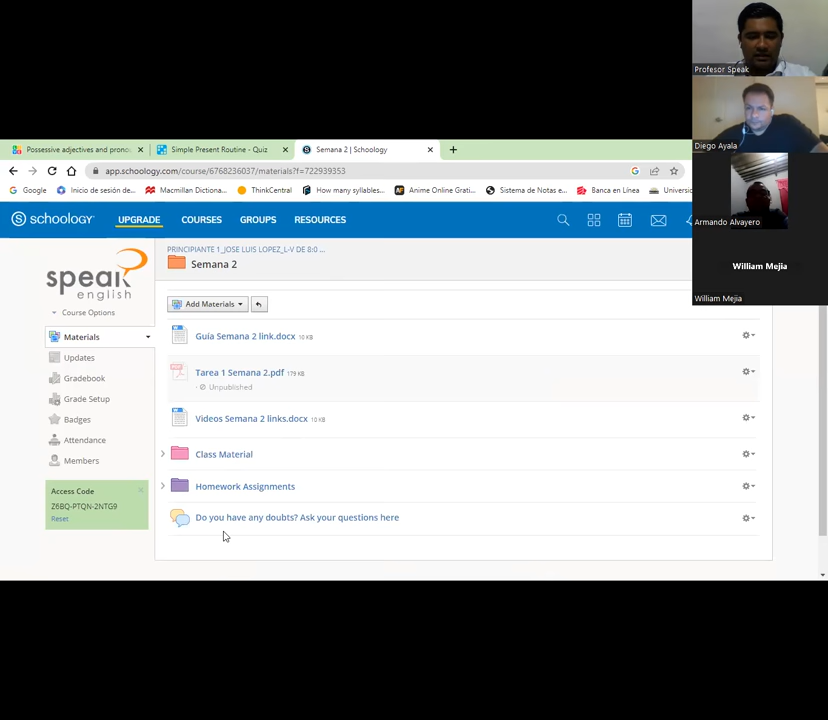 Profesor Speak
Diego Ayala
Armando Alvayero
William Mejia
William Mejia
Possessive adjectives and prono
Simple Present Routine - Quiz
Semana 2 | Schoology
app.schoology.com/course/6768236037/materials?f=722939353
Google
Inicio de sesión de...
Macmillan Dictiona...
ThinkCentral
How many syllables...
Anime Online Grati...
Sistema de Notas e...
Banca en Línea
Universid
S schoology
UPGRADE
COURSES
GROUPS
RESOURCES
speak
english
Course Options
Materials
Updates
Gradebook
Grade Setup
Badges
Attendance
Members
Access Code
Z6BQ-PTQN-2NTG9
Reset
PRINCIPIANTE 1_JOSE LUIS LOPEZ_L-V DE 8:0 ...
Semana 2
Add Materials
Guía Semana 2 link.docx 10 KB
Tarea 1 Semana 2.pdf 179 KB
Unpublished
Videos Semana 2 links.docx 10 KB
Class Material
Homework Assignments
Do you have any doubts? Ask your questions here